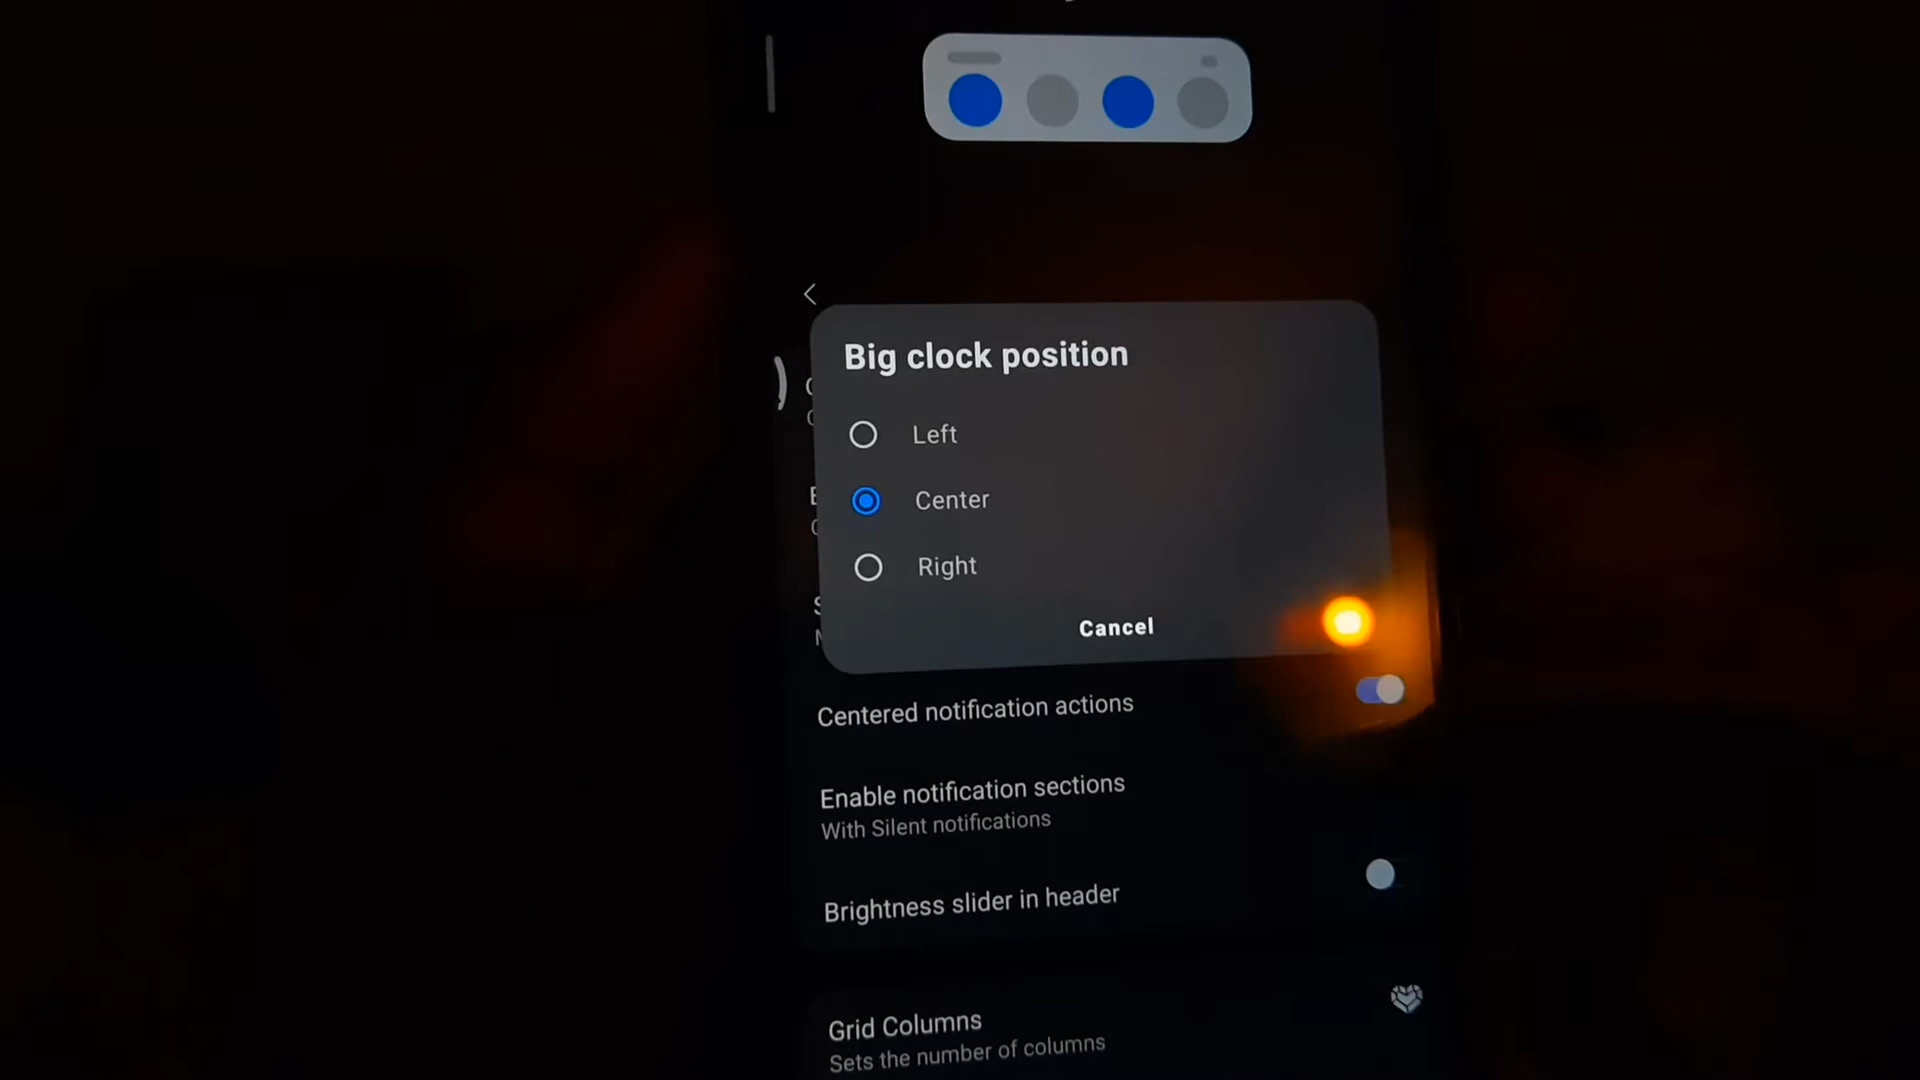 Big clock position
Left
Center
Right
Cancel
Centered notification actions
Enable notification sections
With Silent notifications
Brightness slider in header
Grid Columns
Sets the number of columns